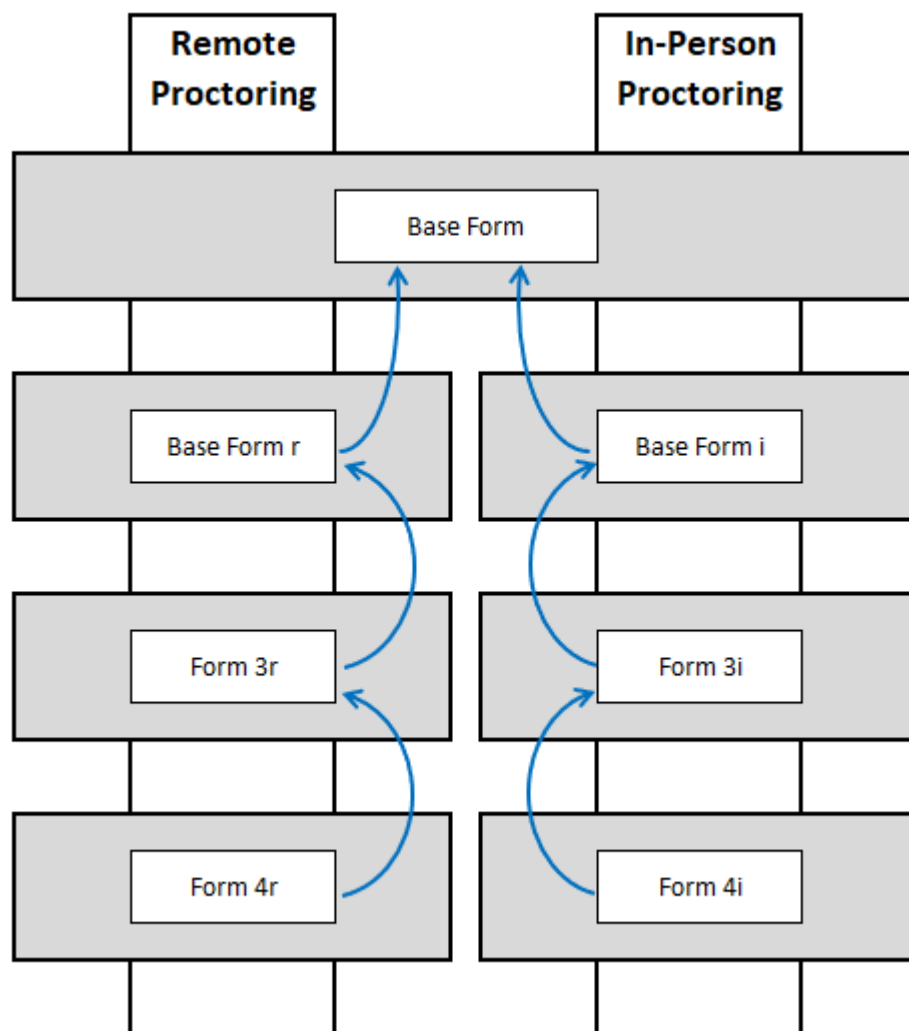 Remote
Proctoring
In-Person
Proctoring
Base Form
Base Form r
Base Form i
Form 3r
Form 3i
Form 4r
Form 4i